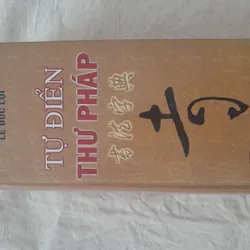 LÊ ĐỨC LỢI
TỰ ĐIỂN
THƯ PHÁP
書法字典